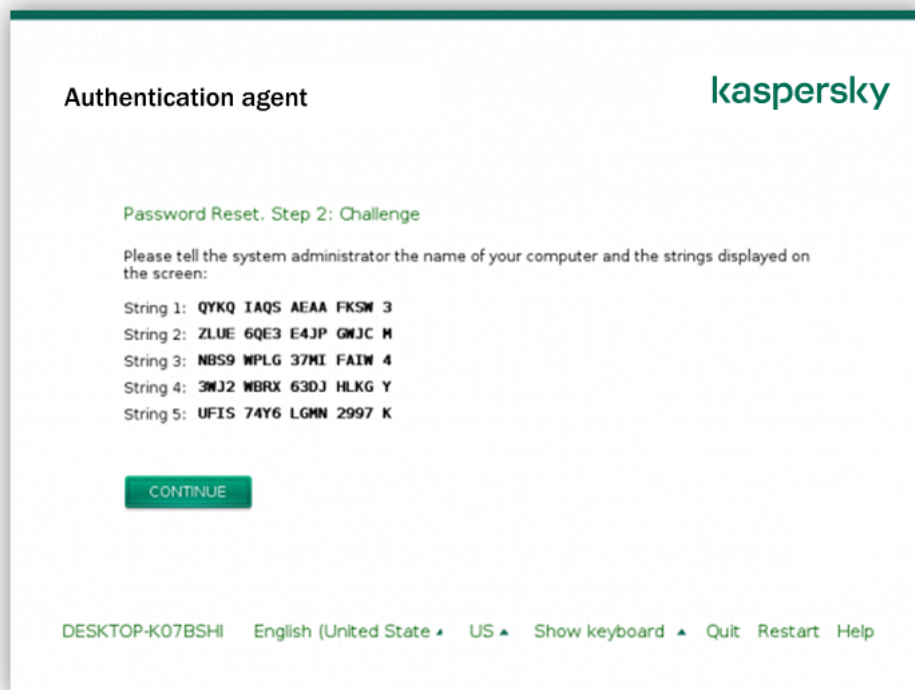 Authentication agent
kaspersky
Password Reset. Step 2: Challenge
Please tell the system administrator the name of your computer and the strings displayed on
the screen:
String 1: QYKQ IAQS AEAA FKSW 3
String 2: ZLUE 6QE3 E4JP GWJC M
String 3: NBS9 WPLG 37MI FAIW 4
String 4: 3WJ2 WBRX 63DJ HLKG Y
String 5: UFIS 74Y6 LGMN 2997 K
CONTINUE
DESKTOP-K07BSHI English (United State US Show keyboard Quit Restart Help